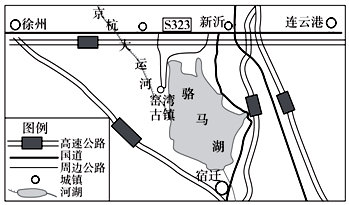 京杭大运河
S323
徐州
新沂
连云港
窑湾
古镇
骆马湖
宿迁
图例
高速公路
国道
周边公路
城镇
河湖